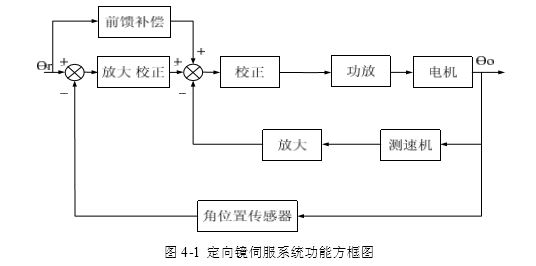 前馈补偿
Θr
+
+
Θo
放大 校正
+
校正
功放
电机
−
−
放大
测速机
角位置传感器
图 4-1 定向镜伺服系统功能方框图